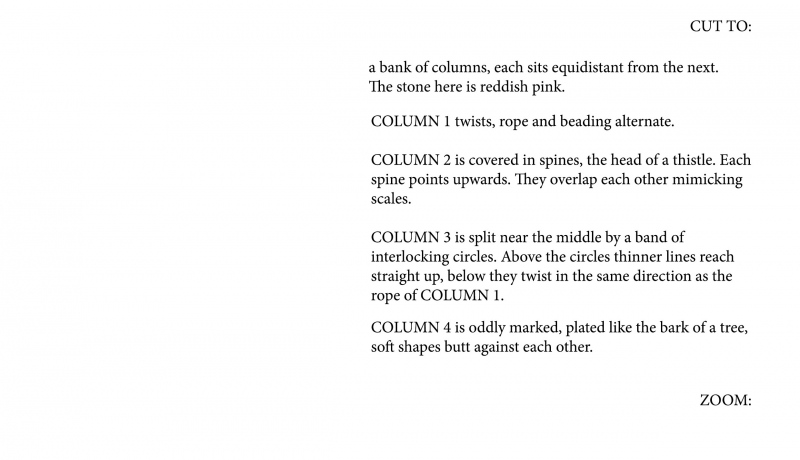 CUT TO:
a bank of columns, each sits equidistant from the next.
The stone here is reddish pink.
COLUMN 1 twists, rope and beading alternate.
COLUMN 2 is covered in spines, the head of a thistle. Each
spine points upwards. They overlap each other mimicking
scales.
COLUMN 3 is split near the middle by a band of
interlocking circles. Above the circles thinner lines reach
straight up, below they twist in the same direction as the
rope of COLUMN 1.
COLUMN 4 is oddly marked, plated like the bark of a tree,
soft shapes butt against each other.
ZOOM: